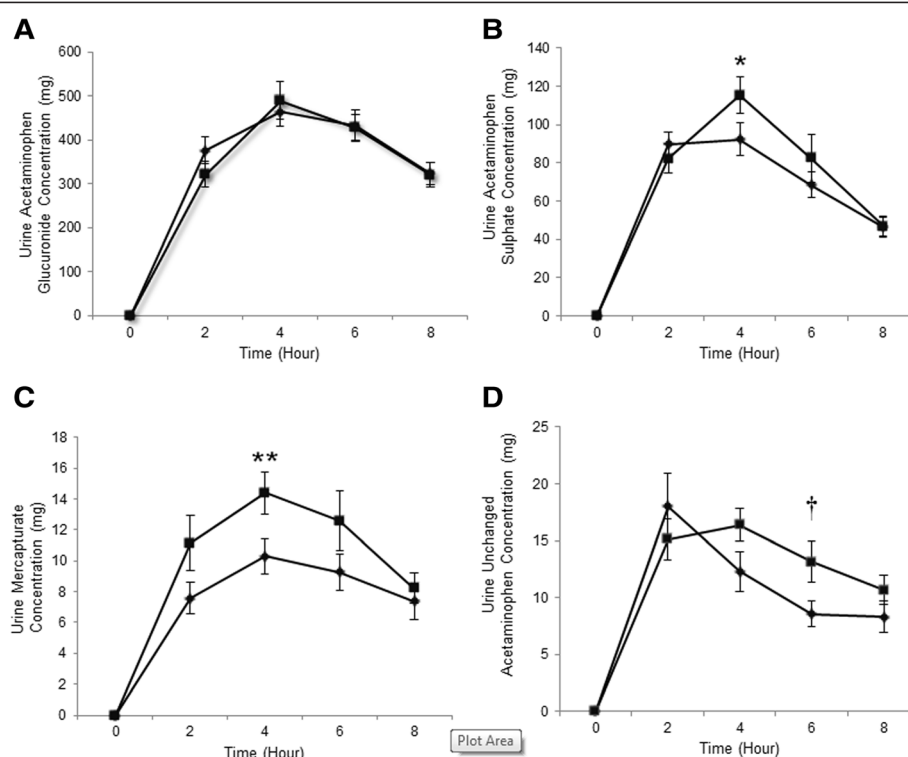 A
Urine Acetaminophen
Glucuronide Concentration (mg)
600
500
400
300
200
100
0
0 2 4 6 8
Time (Hour)
B
Urine Acetaminophen
Sulphate Concentration (mg)
140
120
100
80
60
40
20
0
*
0 2 4 6 8
Time (Hour)
C
Urine Mercapturate
Concentration (mg)
18
16
14
12
10
8
6
4
2
0
**
0 2 4 6 8
Time (Hour)
Plot Area
D
Urine Unchanged
Acetaminophen Concentration (mg)
25
20
15
10
5
0
†
0 2 4 6 8
Time (Hour)